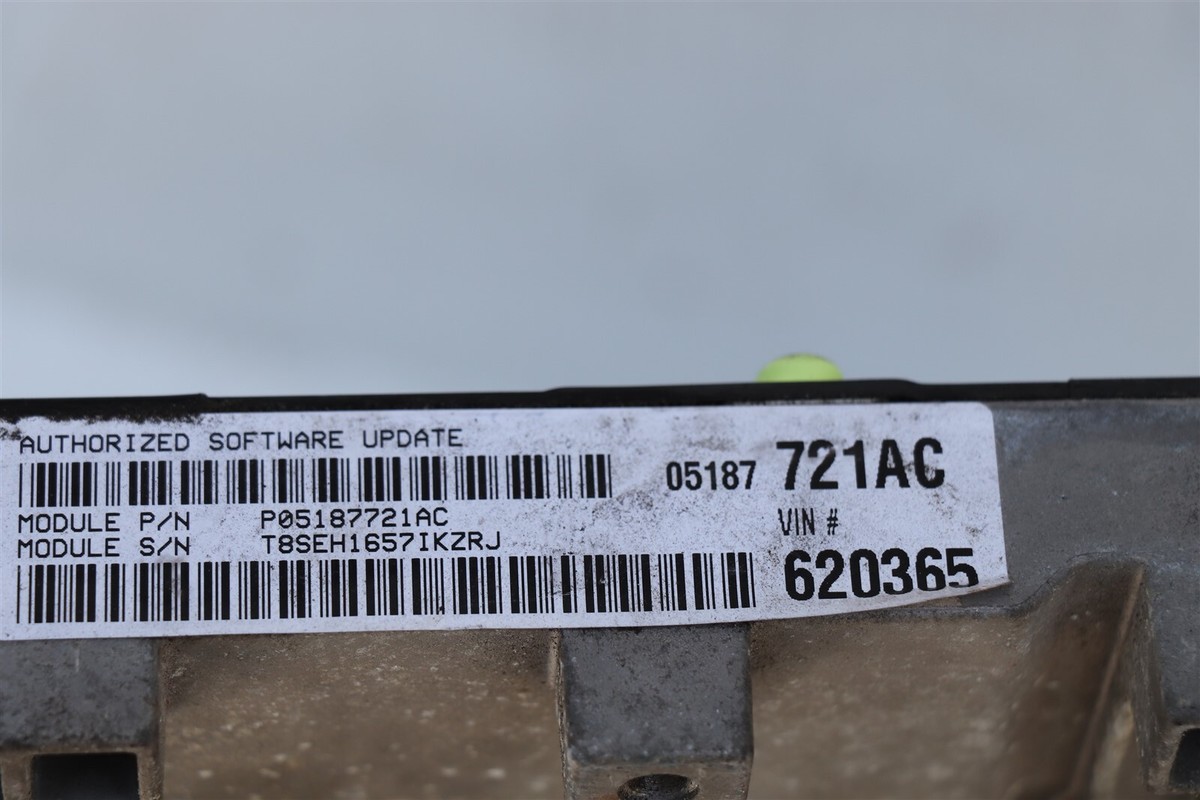 AUTHORIZED SOFTWARE UPDATE
05187 721AC
MODULE P/N P05187721AC
MODULE S/N T8SEH1657IKZRJ
VIN #
620365